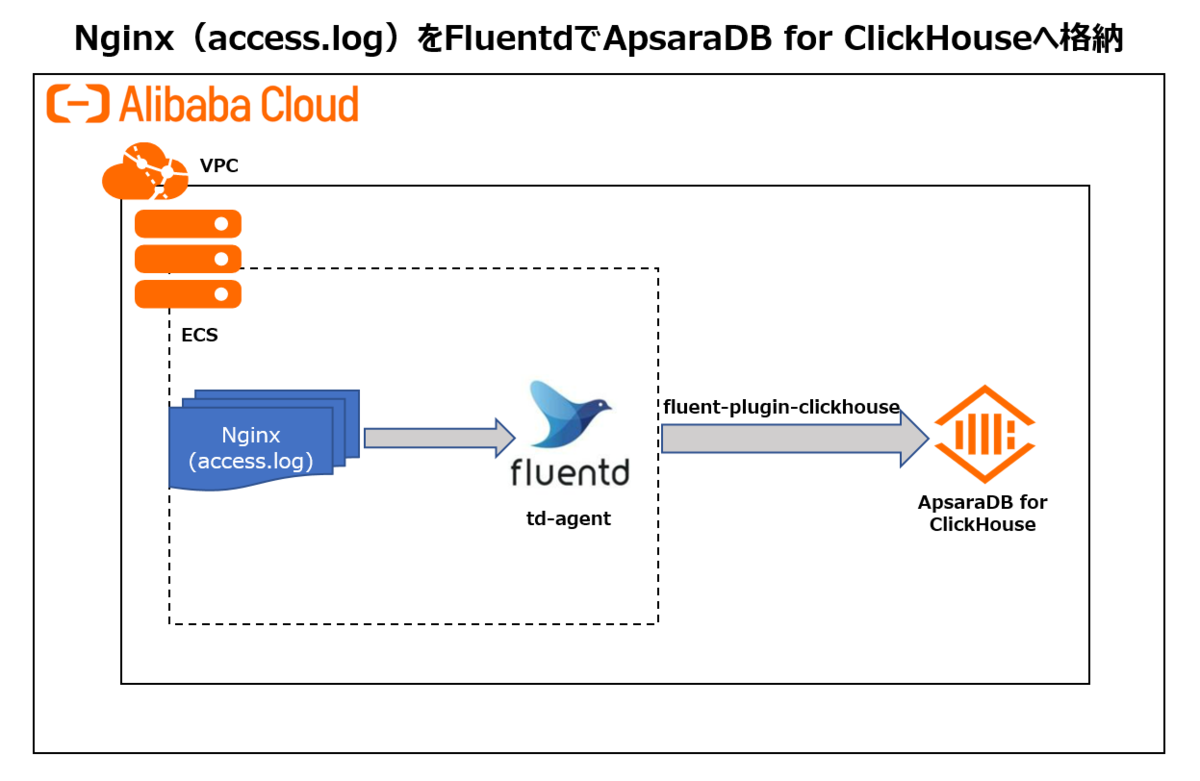 Nginx（access.log）をFluentdでApsaraDB for ClickHouseへ格納
Alibaba Cloud
VPC
ECS
Nginx
(access.log)
fluentd
td-agent
fluent-plugin-clickhouse
ApsaraDB for
ClickHouse